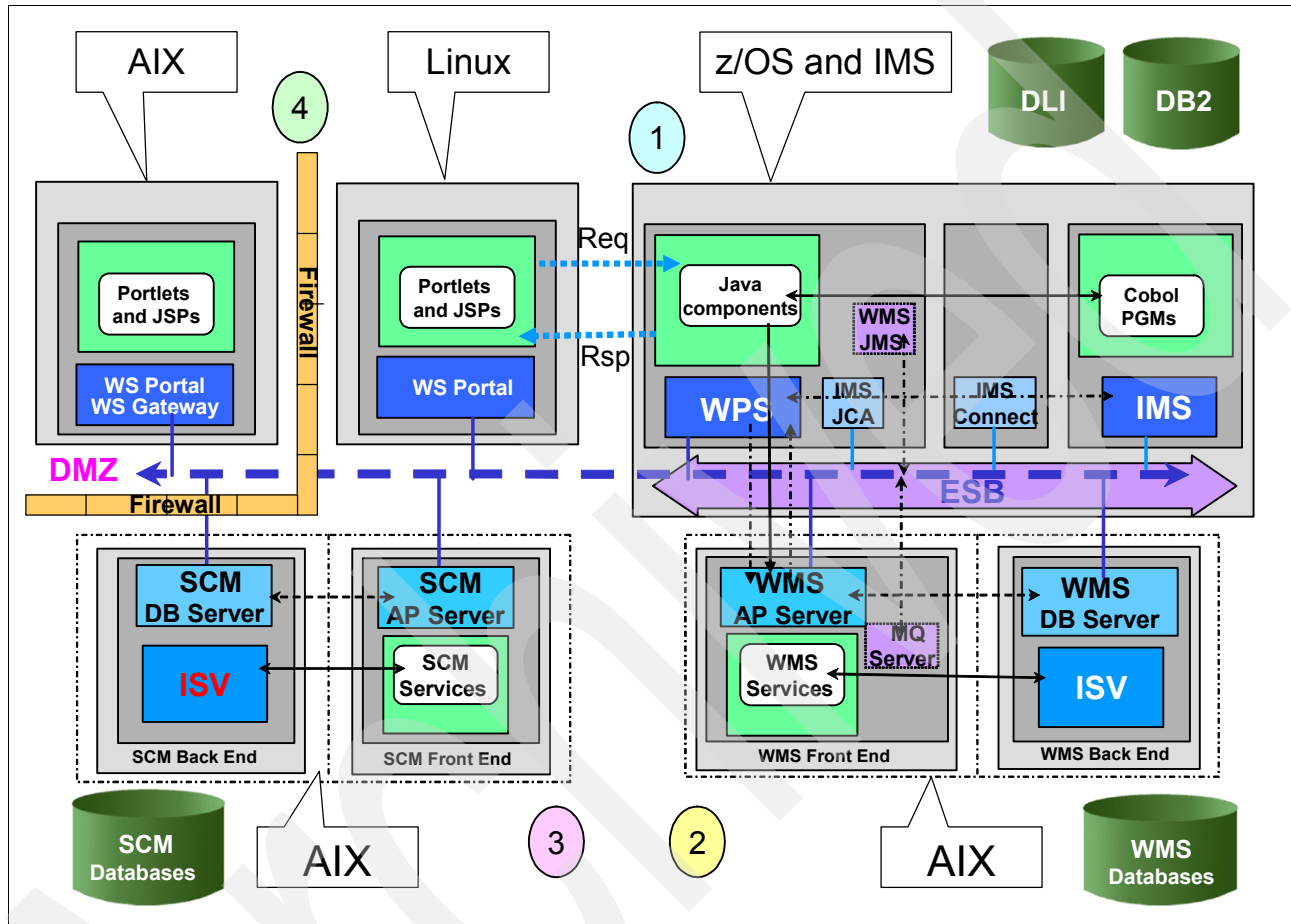 AIX
Linux
z/OS and IMS
DLI
DB2
4
1
Firewall
Portlets
and JSPs
WS Portal
WS Gateway
Portlets
and JSPs
WS Portal
Req
Rsp
Java
components
WMS
JMS
Cobol
PGMs
WPS
IMS
JCA
IMS
Connect
IMS
DMZ
ESB
Firewall
SCM
DB Server
SCM
AP Server
ISV
SCM
Services
SCM Back End
SCM Front End
WMS
AP Server
MQ
Server
WMS
Services
WMS
DB Server
ISV
WMS Front End
WMS Back End
SCM
Databases
AIX
3
2
AIX
WMS
Databases